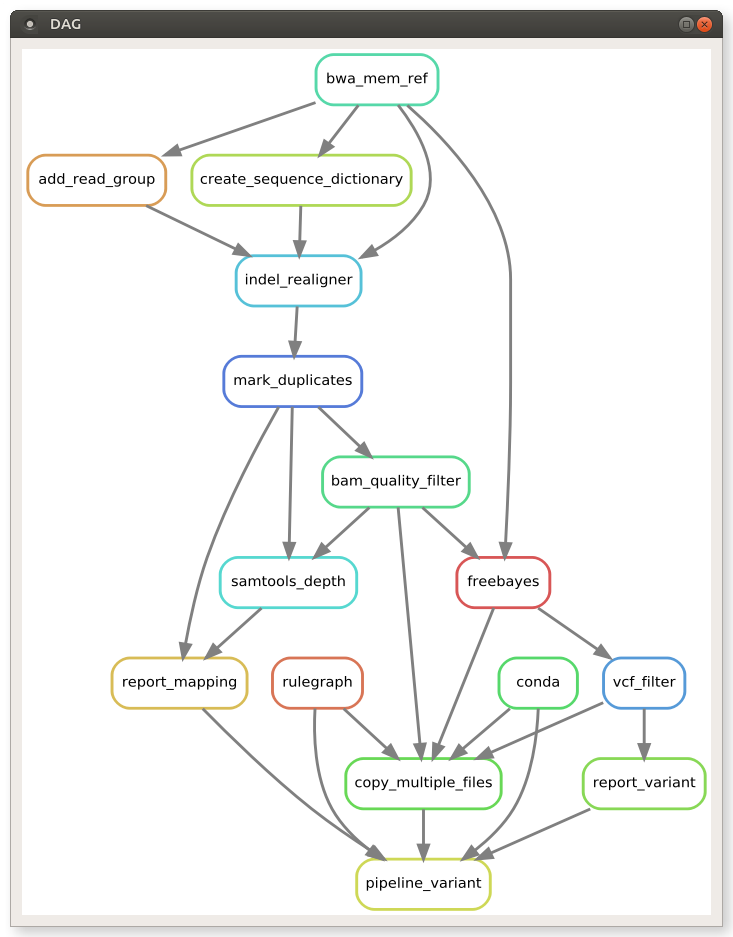 DAG
bwa_mem_ref
add_read_group
create_sequence_dictionary
indel_realigner
mark_duplicates
bam_quality_filter
samtools_depth
freebayes
report_mapping
rulegraph
conda
vcf_filter
copy_multiple_files
report_variant
pipeline_variant